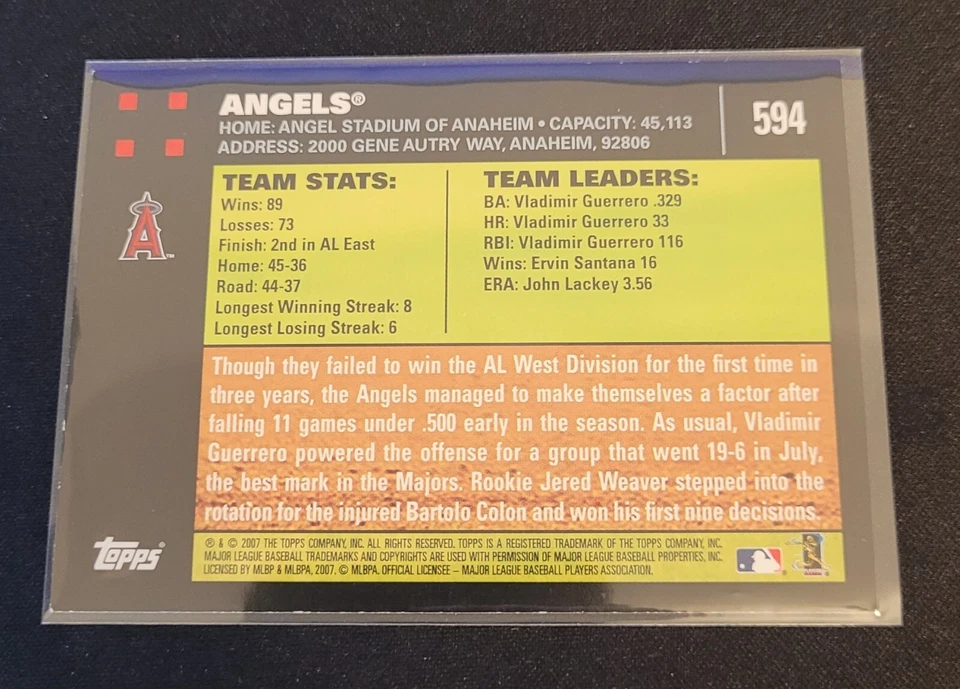 ANGELS®
HOME: ANGEL STADIUM OF ANAHEIM • CAPACITY: 45,113
ADDRESS: 2000 GENE AUTRY WAY, ANAHEIM, 92806
594
TEAM STATS:
Wins: 89
Losses: 73
Finish: 2nd in AL East
Home: 45-36
Road: 44-37
Longest Winning Streak: 8
Longest Losing Streak: 6
TEAM LEADERS:
BA: Vladimir Guerrero .329
HR: Vladimir Guerrero 33
RBI: Vladimir Guerrero 116
Wins: Ervin Santana 16
ERA: John Lackey 3.56
A™
Though they failed to win the AL West Division for the first time in
three years, the Angels managed to make themselves a factor after
falling 11 games under .500 early in the season. As usual, Vladimir
Guerrero powered the offense for a group that went 19-6 in July,
the best mark in the Majors. Rookie Jered Weaver stepped into the
rotation for the injured Bartolo Colon and won his first nine decisions.
topps®
® & © 2007 THE TOPPS COMPANY, INC. ALL RIGHTS RESERVED. TOPPS IS A REGISTERED TRADEMARK OF THE TOPPS COMPANY, INC.
MAJOR LEAGUE BASEBALL TRADEMARKS AND COPYRIGHTS ARE USED WITH PERMISSION OF MAJOR LEAGUE BASEBALL PROPERTIES, INC.
LICENSED BY MLBP & MLBPA, 2007. © MLBPA. OFFICIAL LICENSEE – MAJOR LEAGUE BASEBALL PLAYERS ASSOCIATION.